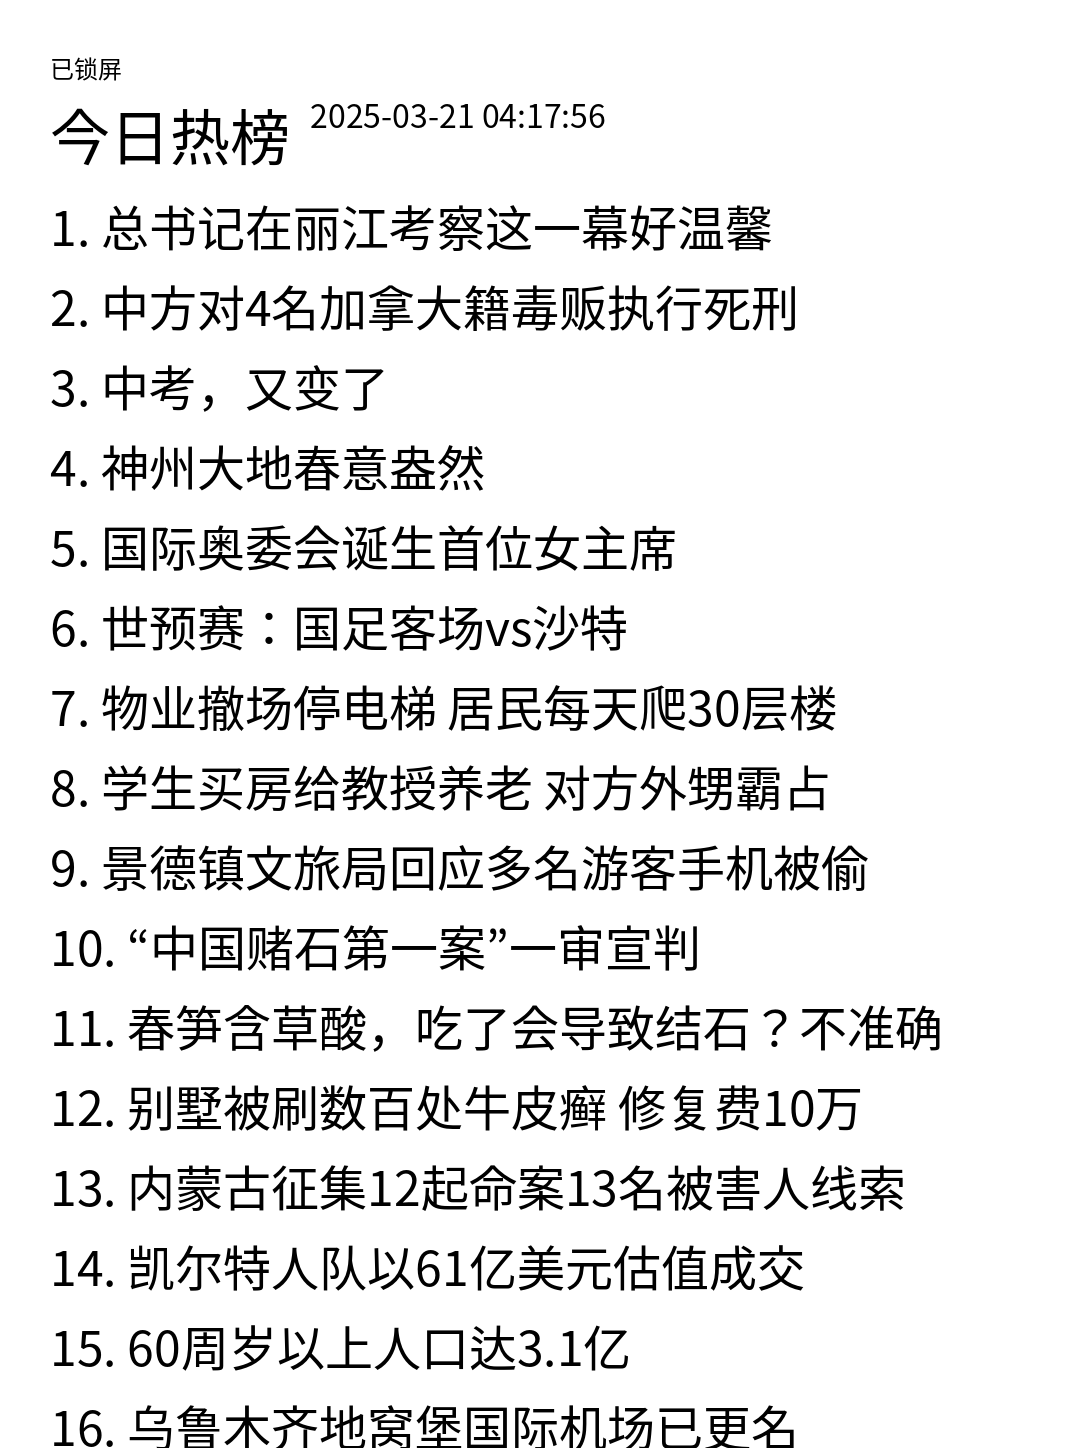 已锁屏
今日热榜 2025-03-21 04:17:56
1. 总书记在丽江考察这一幕好温馨
2. 中方对4名加拿大籍毒贩执行死刑
3. 中考，又变了
4. 神州大地春意盎然
5. 国际奥委会诞生首位女主席
6. 世预赛：国足客场vs沙特
7. 物业撤场停电梯 居民每天爬30层楼
8. 学生买房给教授养老 对方外甥霸占
9. 景德镇文旅局回应多名游客手机被偷
10. “中国赌石第一案”一审宣判
11. 春笋含草酸，吃了会导致结石？不准确
12. 别墅被刷数百处牛皮癣 修复费10万
13. 内蒙古征集12起命案13名被害人线索
14. 凯尔特人队以61亿美元估值成交
15. 60周岁以上人口达3.1亿
16. 乌鲁木齐地窝堡国际机场已更名